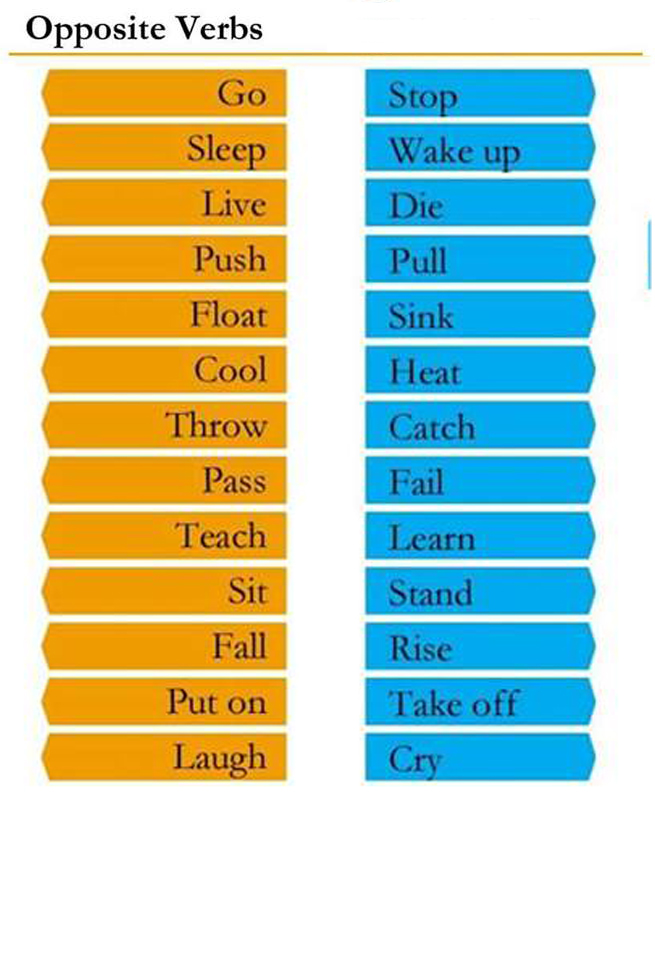 Opposite Verbs
Go Stop
Sleep Wake up
Live Die
Push Pull
Float Sink
Cool Heat
Throw Catch
Pass Fail
Teach Learn
Sit Stand
Fall Rise
Put on Take off
Laugh Cry